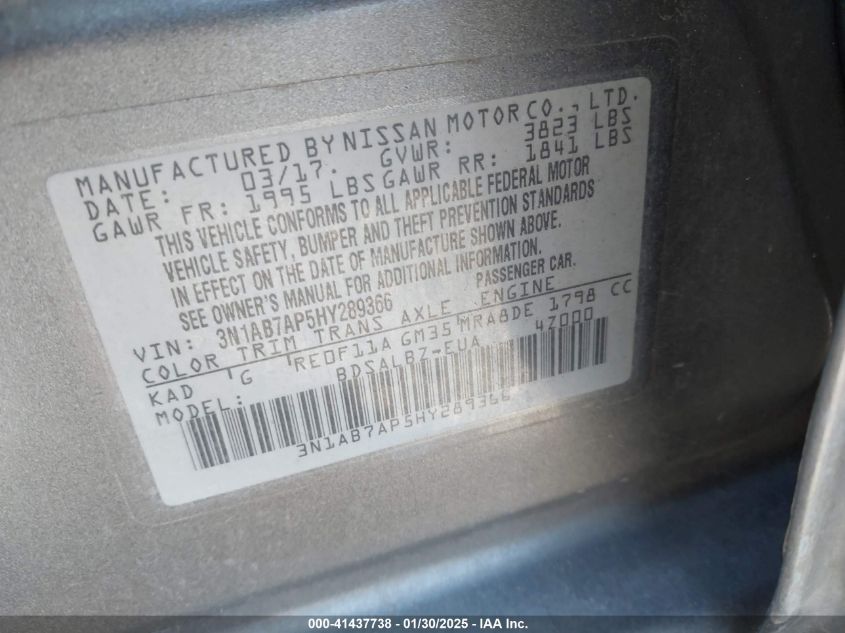 MANUFACTURED BY NISSAN MOTOR CO., LTD.
DATE: 03/17. GVWR: 3823 LBS
GAWR FR: 1995 LBS GAWR RR: 1841 LBS
THIS VEHICLE CONFORMS TO ALL APPLICABLE FEDERAL MOTOR
VEHICLE SAFETY, BUMPER AND THEFT PREVENTION STANDARDS
IN EFFECT ON THE DATE OF MANUFACTURE SHOWN ABOVE.
SEE OWNER'S MANUAL FOR ADDITIONAL INFORMATION.
VIN: 3N1AB7AP5HY289366 PASSENGER CAR.
COLOR TRIM TRANS AXLE ENGINE
KAD G RE0F11A GM35 MRA8DE 1798 CC
MODEL: BDSALBZ-EUA 4Z000
3N1AB7AP5HY289366
000-41437738 - 01/30/2025 - IAA Inc.